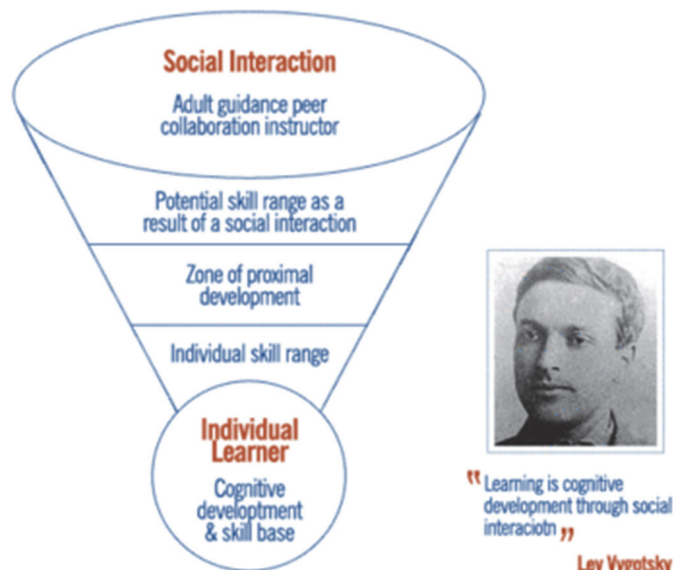 Social Interaction
Adult guidance peer
collaboration instructor
Potential skill range as a
result of a social interaction
Zone of proximal
development
Individual skill range
Individual
Learner
Cognitive
developtment
& skill base
“ Learning is cognitive
development through social
interaciotn „
Lev Vygotsky